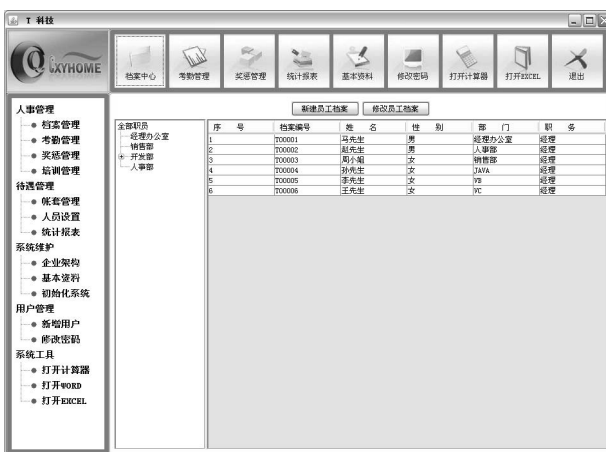 T 科技
LXYHOME
档案中心 考勤管理 奖惩管理 统计报表 基本资料 修改密码 打开计算器 打开EXCEL 退出
人事管理
档案管理
考勤管理
奖惩管理
培训管理
待遇管理
帐套管理
人员设置
统计报表
系统维护
企业架构
基本资料
初始化系统
用户管理
新增用户
修改密码
系统工具
打开计算器
打开WORD
打开EXCEL
全部职员
经理办公室
销售部
开发部
人事部
新建员工档案 修改员工档案
序 号 档案编号 姓 名 性 别 部 门 职 务
1 T00001 马先生 男 经理办公室 经理
2 T00002 赵先生 男 人事部 经理
3 T00003 周小姐 女 销售部 经理
4 T00004 孙先生 女 JAVA 经理
5 T00005 李先生 女 VB 经理
6 T00006 王先生 女 VC 经理